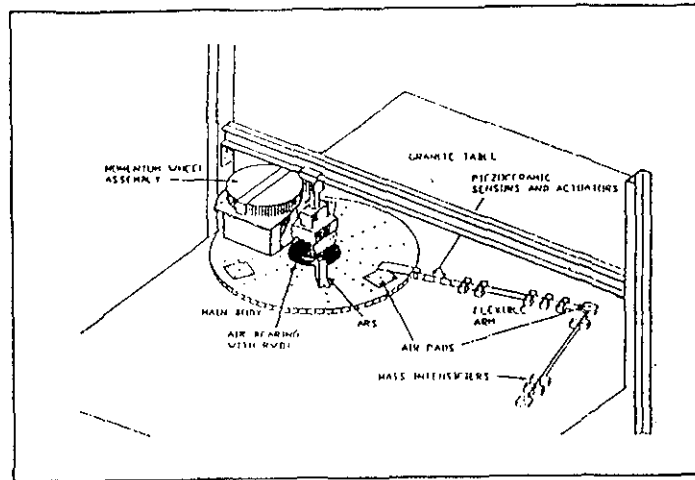 MOMENTUM WHEEL
ASSEMBLY
GRANITE TABLE
PIEZOCERAMIC
SENSORS AND ACTUATORS
MAIN BODY
AIR BEARING
WITH RVDT
ARS
AIR PADS
FLEXIBLE
ARM
MASS INTENSIFIERS